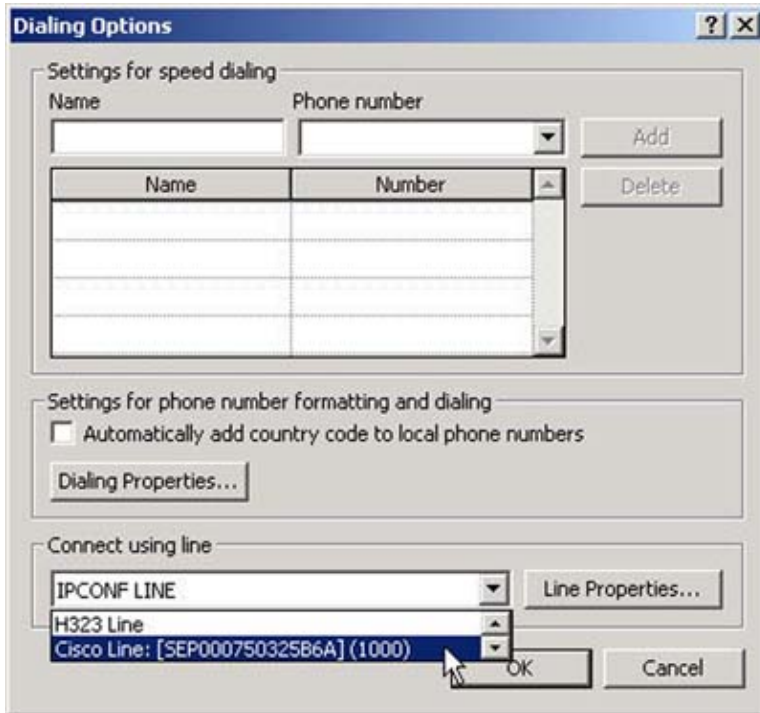 Dialing Options
Settings for speed dialing
Name Phone number
Add
Name Number
Delete
Settings for phone number formatting and dialing
Automatically add country code to local phone numbers
Dialing Properties...
Connect using line
IPCONF LINE
Line Properties...
H323 Line
Cisco Line: [SEP000750325B6A] (1000)
OK Cancel